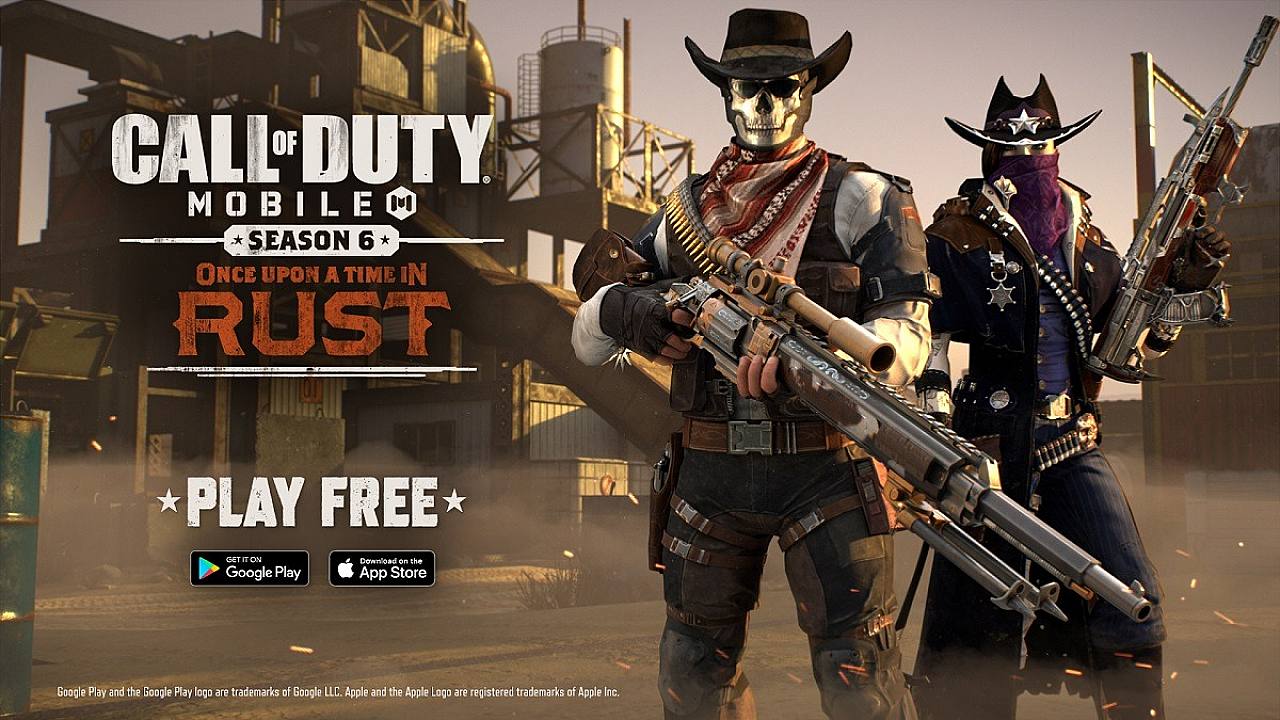 CALL OF DUTY®
MOBILE
★ SEASON 6 ★
ONCE UPON A TIME IN
RUST
★ PLAY FREE ★
GET IT ON
Google Play
Download on the
App Store
Google Play and the Google Play logo are trademarks of Google LLC. Apple and the Apple Logo are registered trademarks of Apple Inc.